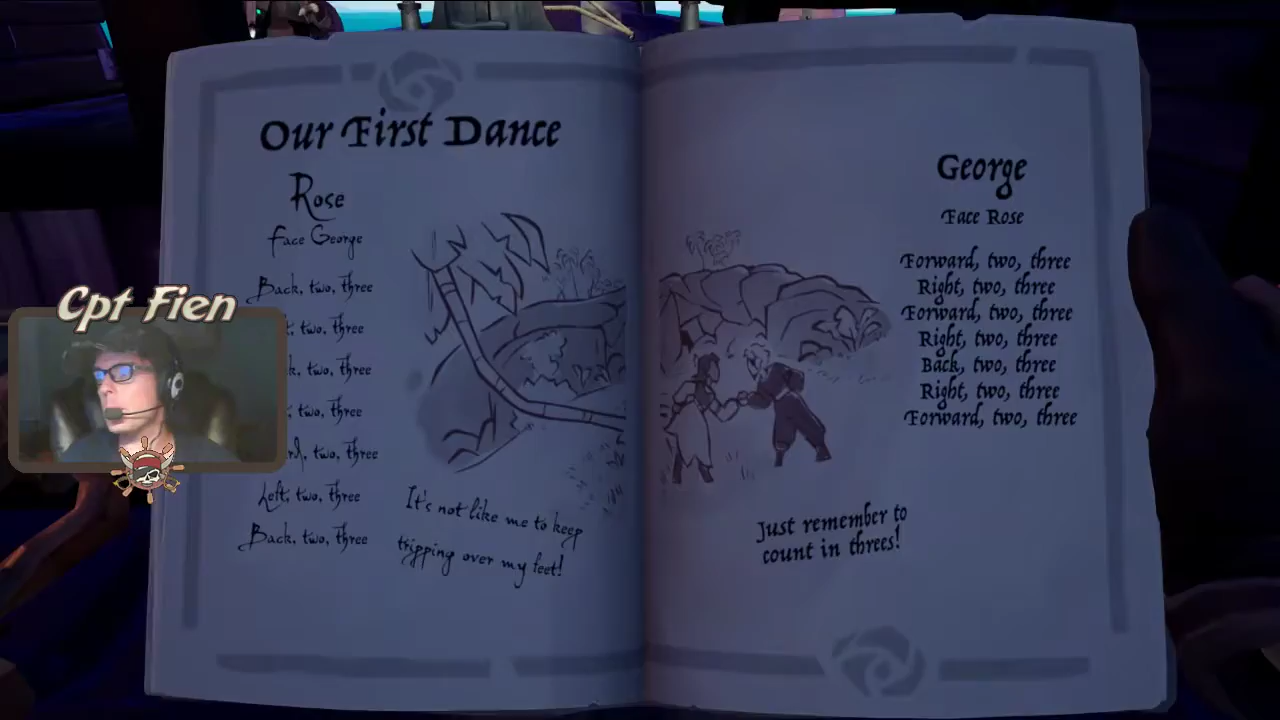 Our First Dance
Rose
Face George
Back, two, three
two, three
two, three
two, three
two, three
Left, two, three
Back, two, three
It's not like me to keep
tripping over my feet!
George
Face Rose
Forward, two, three
Right, two, three
Forward, two, three
Right, two, three
Back, two, three
Right, two, three
Forward, two, three
Just remember to
count in threes!
Cpt Fien